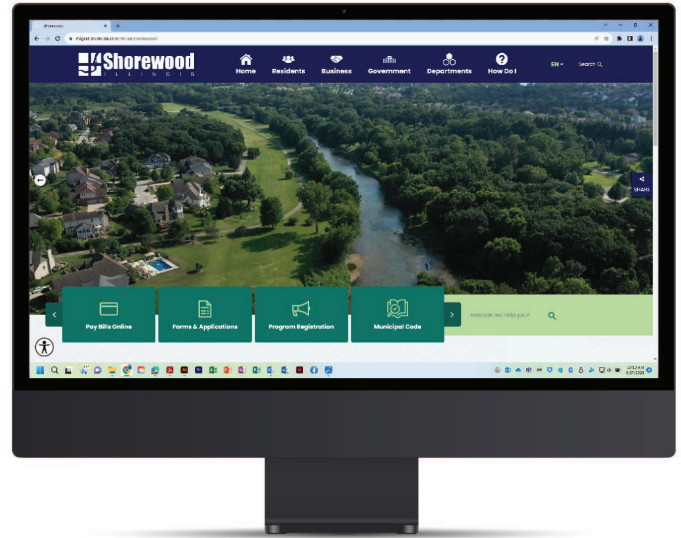 Shorewood
ILLINOIS
Home
Residents
Business
Government
Departments
How Do I
EN
Search
SHARE
Pay Bills Online
Forms & Applications
Program Registration
Municipal Code